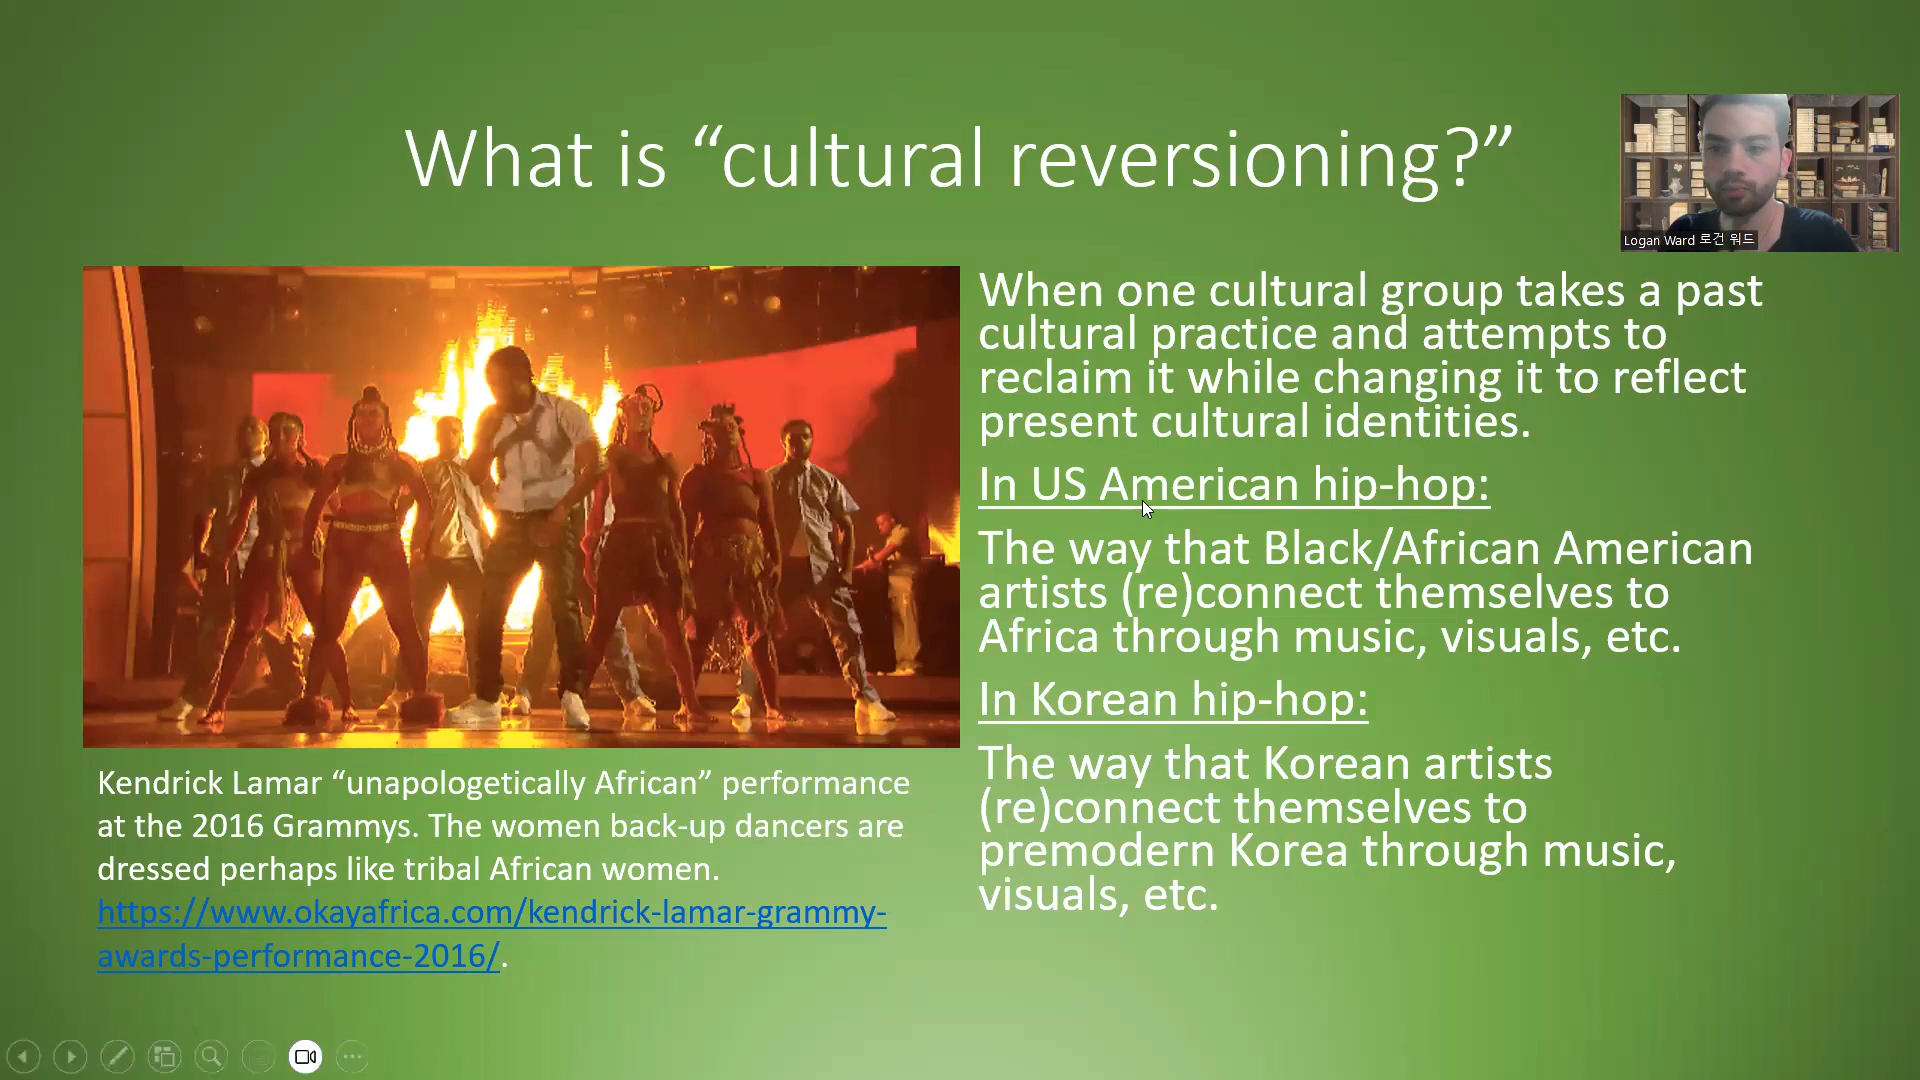 What is “cultural reversioning?”
Logan Ward 로건 워드
When one cultural group takes a past
cultural practice and attempts to
reclaim it while changing it to reflect
present cultural identities.
In US American hip-hop:
The way that Black/African American
artists (re)connect themselves to
Africa through music, visuals, etc.
In Korean hip-hop:
The way that Korean artists
(re)connect themselves to
premodern Korea through music,
visuals, etc.
Kendrick Lamar “unapologetically African” performance
at the 2016 Grammys. The women back-up dancers are
dressed perhaps like tribal African women.
https://www.okayafrica.com/kendrick-lamar-grammy-
awards-performance-2016/.